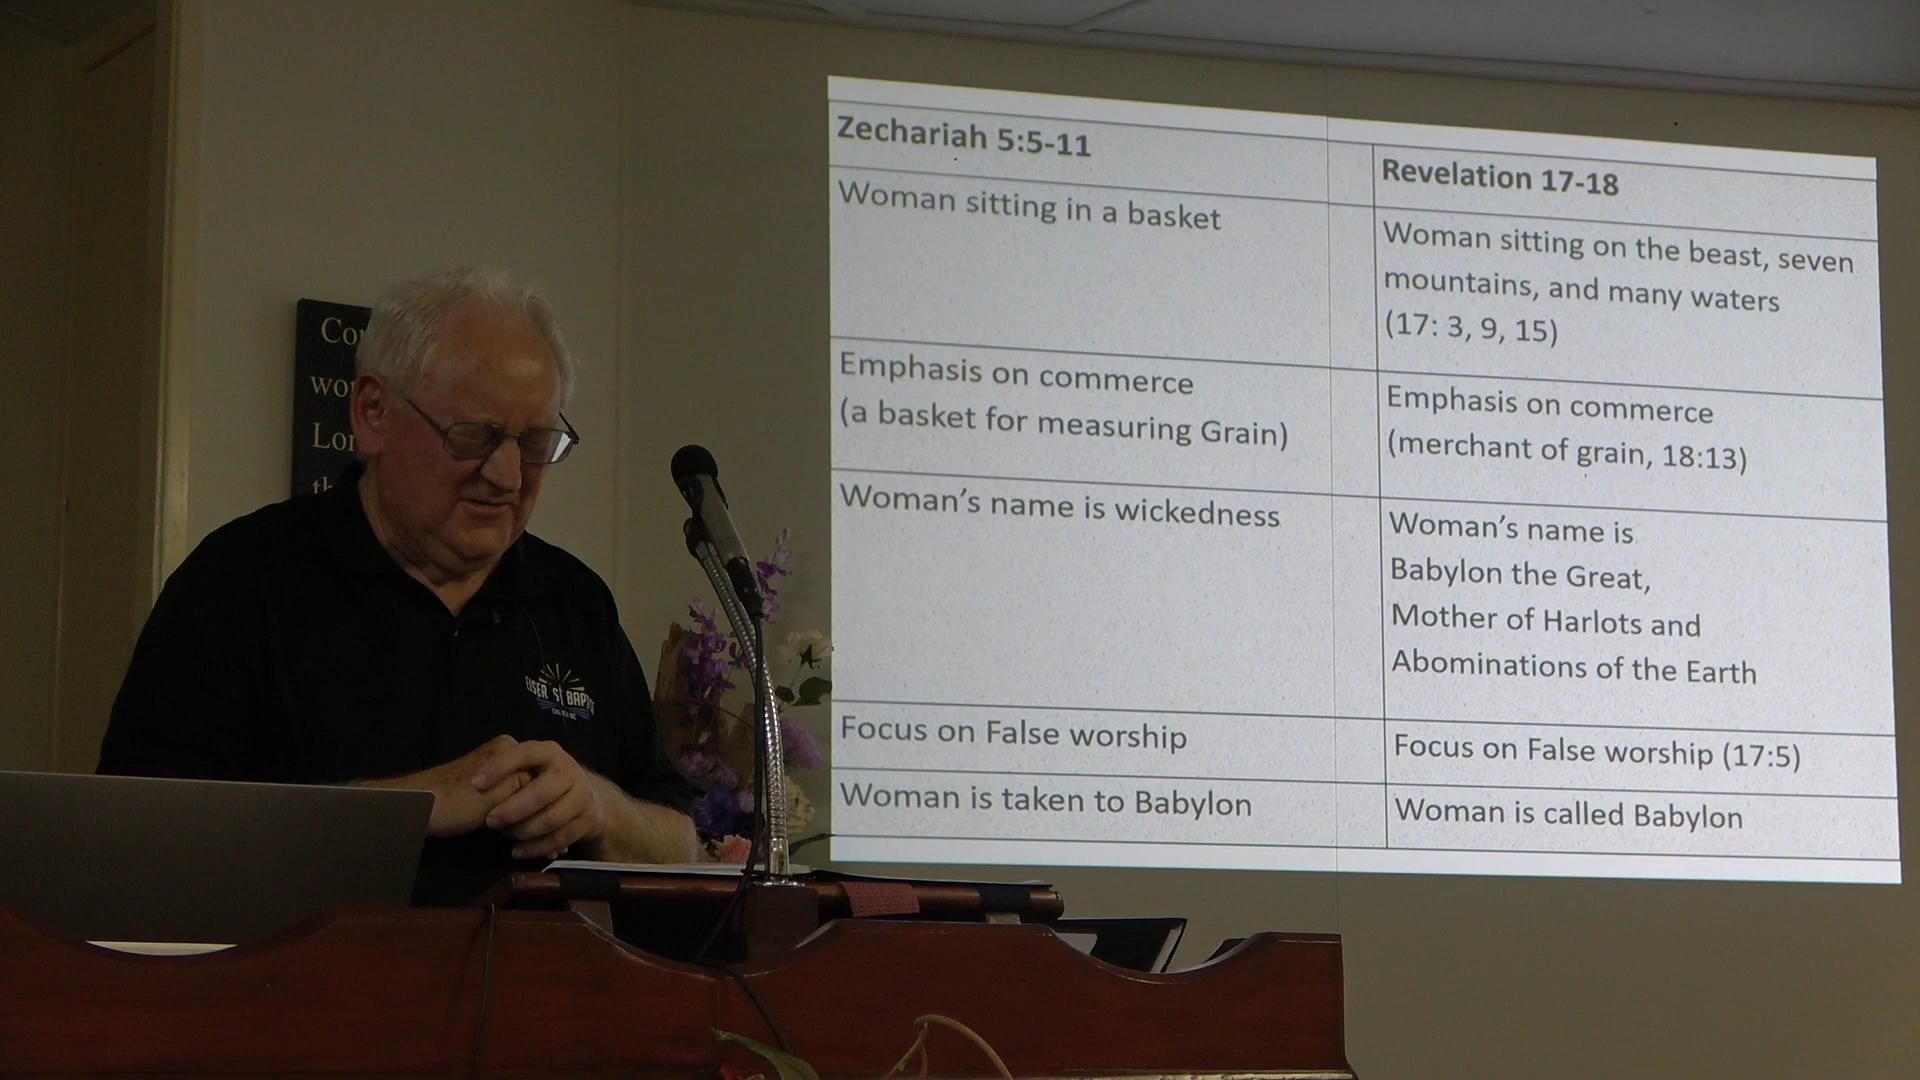 Zechariah 5:5-11
Revelation 17-18
Woman sitting in a basket
Woman sitting on the beast, seven
mountains, and many waters
(17: 3, 9, 15)
Emphasis on commerce
(a basket for measuring Grain)
Emphasis on commerce
(merchant of grain, 18:13)
Woman's name is wickedness
Woman's name is
Babylon the Great,
Mother of Harlots and
Abominations of the Earth
Focus on False worship
Focus on False worship (17:5)
Woman is taken to Babylon
Woman is called Babylon